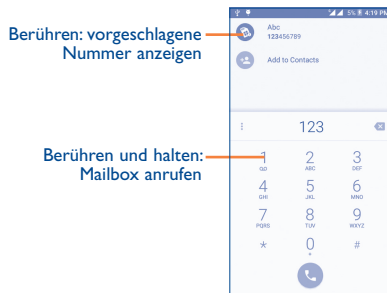 5% 4:19 PM
Berühren: vorgeschlagene
Nummer anzeigen
Abc
123456789
Add to Contacts
123
Berühren und halten:
Mailbox anrufen
1 2 3
ABC DEF
4 5 6
GHI JKL MNO
7 8 9
PQRS TUV WXYZ
* 0 #
+